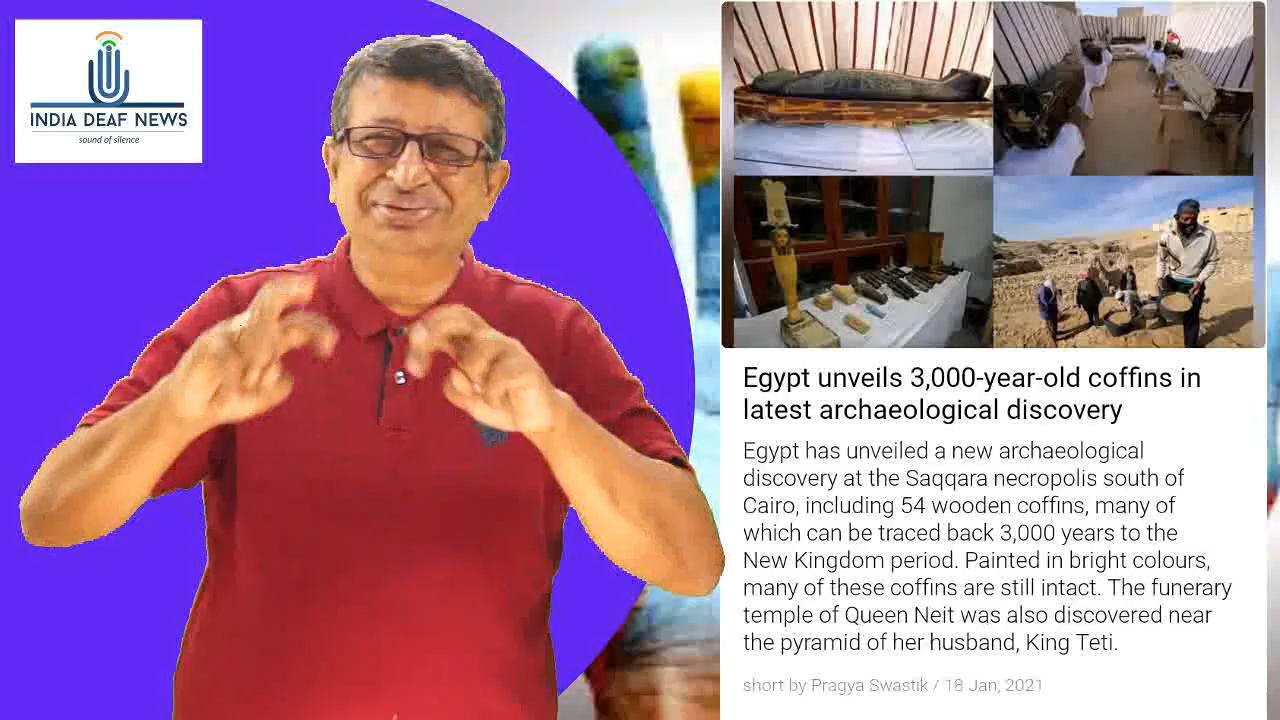 INDIA DEAF NEWS
sound of silence
Egypt unveils 3,000-year-old coffins in
latest archaeological discovery
Egypt has unveiled a new archaeological
discovery at the Saqqara necropolis south of
Cairo, including 54 wooden coffins, many of
which can be traced back 3,000 years to the
New Kingdom period. Painted in bright colours,
many of these coffins are still intact. The funerary
temple of Queen Neit was also discovered near
the pyramid of her husband, King Teti.
short by Pragya Swastik / 18 Jan, 2021